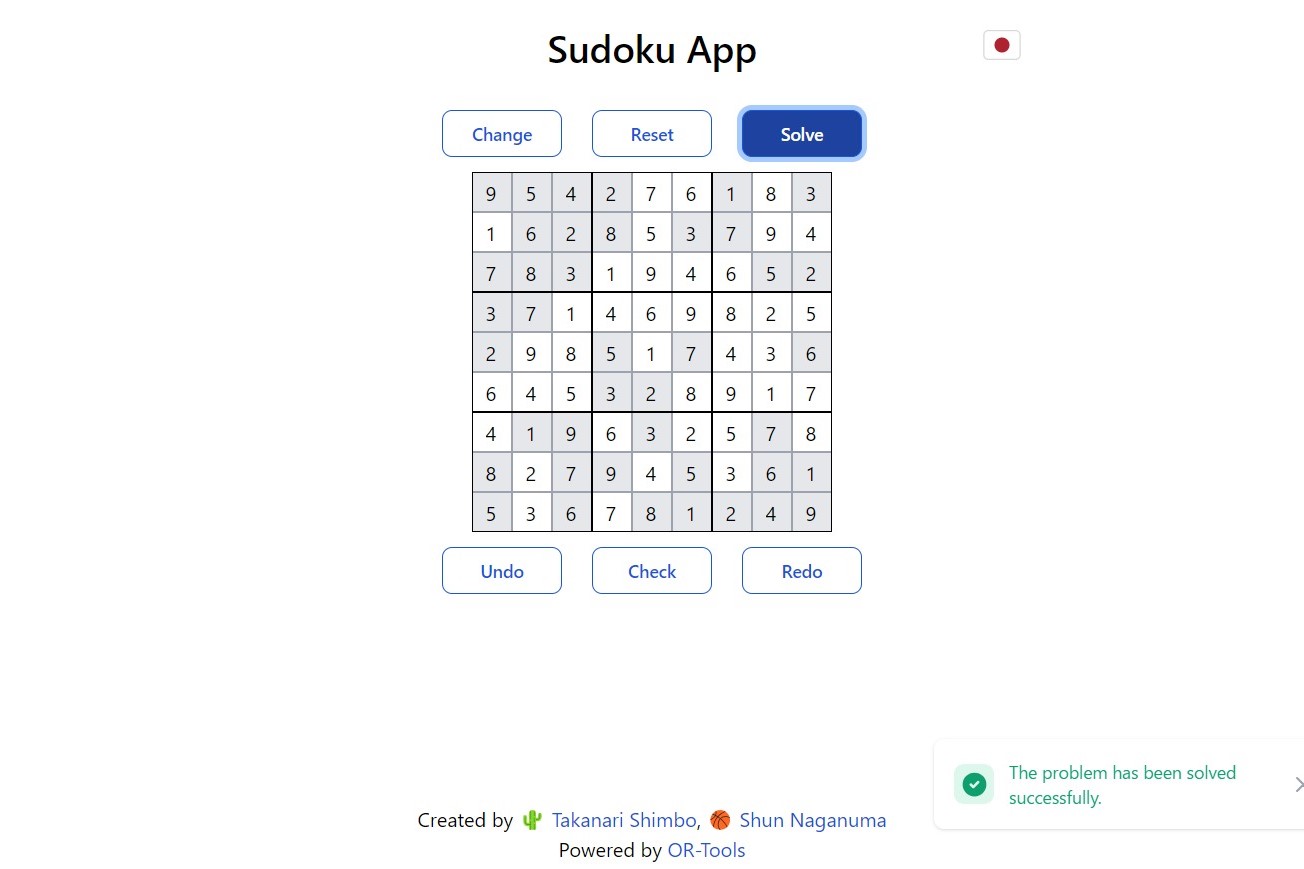 Sudoku App
Change Reset Solve
9 5 4 2 7 6 1 8 3
1 6 2 8 5 3 7 9 4
7 8 3 1 9 4 6 5 2
3 7 1 4 6 9 8 2 5
2 9 8 5 1 7 4 3 6
6 4 5 3 2 8 9 1 7
4 1 9 6 3 2 5 7 8
8 2 7 9 4 5 3 6 1
5 3 6 7 8 1 2 4 9
Undo Check Redo
The problem has been solved
successfully.
Created by 🌵 Takanari Shimbo, 🏀 Shun Naganuma
Powered by OR-Tools